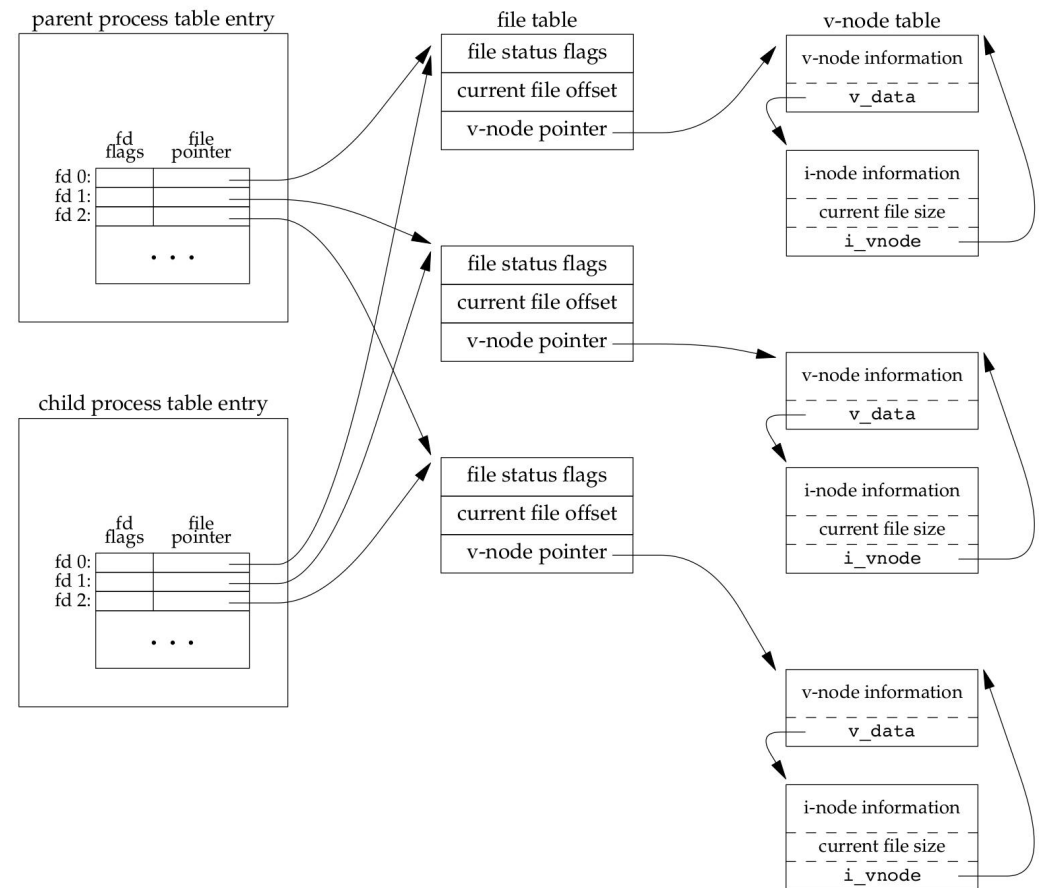 parent process table entry
fd
flags
file
pointer
fd 0:
fd 1:
fd 2:
. . .
child process table entry
fd
flags
file
pointer
fd 0:
fd 1:
fd 2:
. . .
file table
file status flags
current file offset
v-node pointer
file status flags
current file offset
v-node pointer
file status flags
current file offset
v-node pointer
v-node table
v-node information
v_data
i-node information
current file size
i_vnode
v-node information
v_data
i-node information
current file size
i_vnode
v-node information
v_data
i-node information
current file size
i_vnode